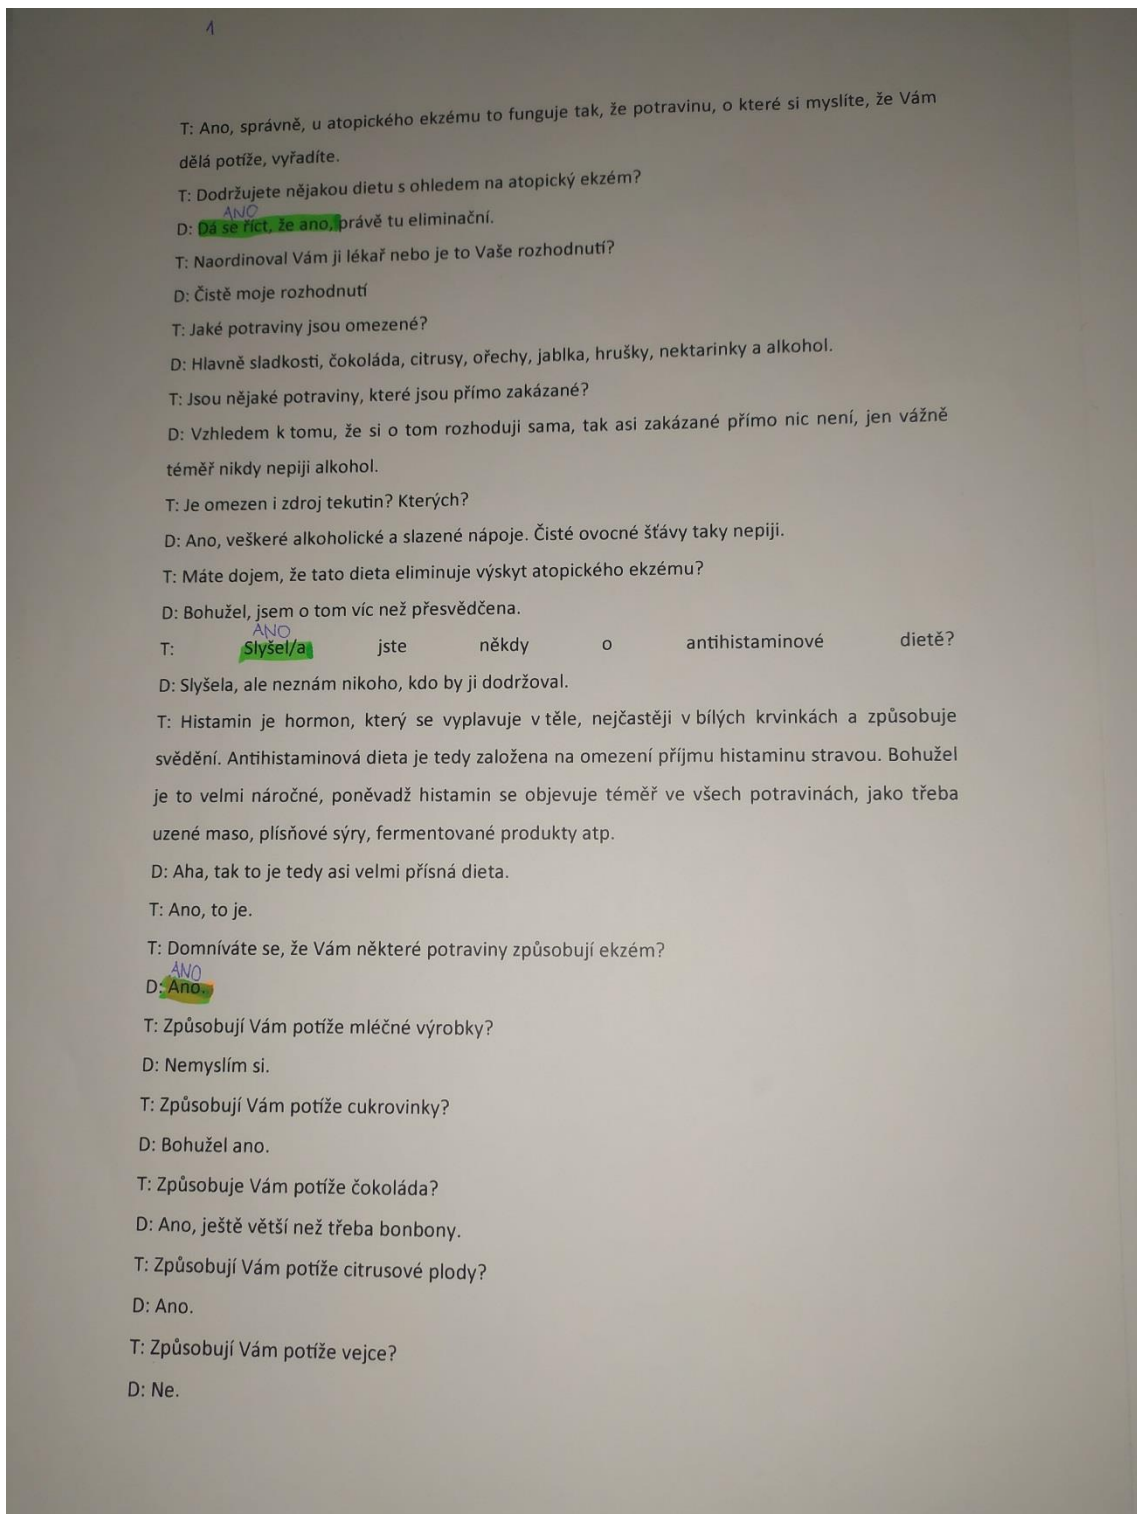 1
T: Ano, správně, u atopického ekzému to funguje tak, že potravinu, o které si myslíte, že Vám
dělá potíže, vyřadíte.
T: Dodržujete nějakou dietu s ohledem na atopický ekzém?
ANO
D: Dá se říct, že ano, právě tu eliminační.
T: Naordinoval Vám ji lékař nebo je to Vaše rozhodnutí?
D: Čistě moje rozhodnutí
T: Jaké potraviny jsou omezené?
D: Hlavně sladkosti, čokoláda, citrusy, ořechy, jablka, hrušky, nektarinky a alkohol.
T: Jsou nějaké potraviny, které jsou přímo zakázané?
D: Vzhledem k tomu, že si o tom rozhoduji sama, tak asi zakázané přímo nic není, jen vážně
téměř nikdy nepiji alkohol.
T: Je omezen i zdroj tekutin? Kterých?
D: Ano, veškeré alkoholické a slazené nápoje. Čisté ovocné šťávy taky nepiji.
T: Máte dojem, že tato dieta eliminuje výskyt atopického ekzému?
D: Bohužel, jsem o tom víc než přesvědčena.
ANO
T: Slyšel/a jste někdy o antihistaminové dietě?
D: Slyšela, ale neznám nikoho, kdo by ji dodržoval.
T: Histamin je hormon, který se vyplavuje v těle, nejčastěji v bílých krvinkách a způsobuje
svědění. Antihistaminová dieta je tedy založena na omezení příjmu histaminu stravou. Bohužel
je to velmi náročné, poněvadž histamin se objevuje téměř ve všech potravinách, jako třeba
uzené maso, plísňové sýry, fermentované produkty atp.
D: Aha, tak to je tedy asi velmi přísná dieta.
T: Ano, to je.
T: Domníváte se, že Vám některé potraviny způsobují ekzém?
ANO
D: Ano.
T: Způsobují Vám potíže mléčné výrobky?
D: Nemyslím si.
T: Způsobují Vám potíže cukrovinky?
D: Bohužel ano.
T: Způsobuje Vám potíže čokoláda?
D: Ano, ještě větší než třeba bonbony.
T: Způsobují Vám potíže citrusové plody?
D: Ano.
T: Způsobují Vám potíže vejce?
D: Ne.